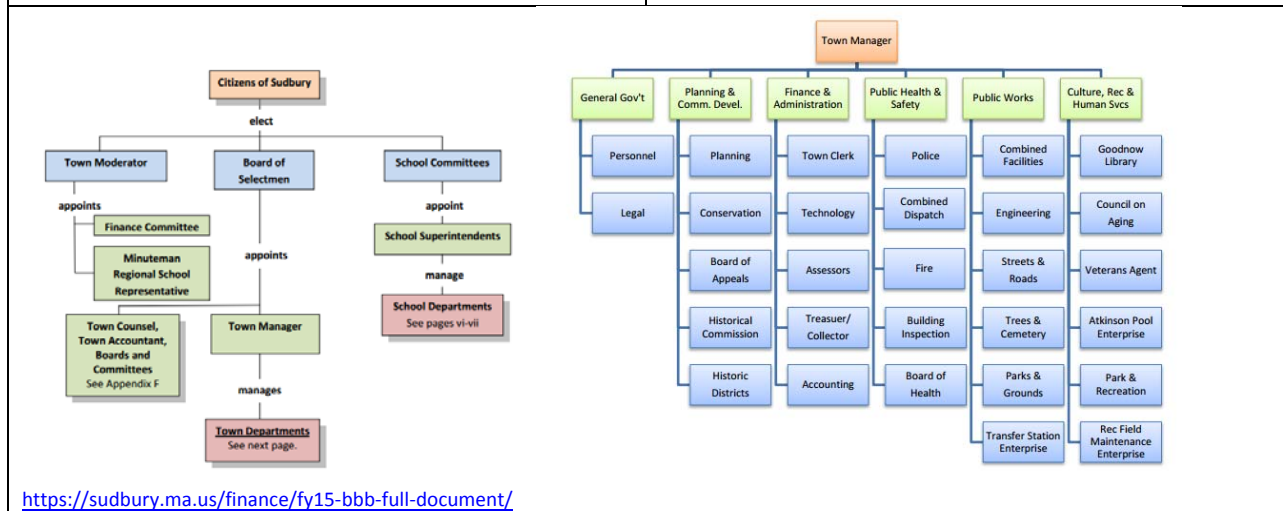 Citizens of Sudbury
elect
Town Moderator
Board of
Selectmen
School Committees
appoints
Finance Committee
Minuteman
Regional School
Representative
appoints
appoint
School Superintendents
manage
School Departments
See pages vi-vii
Town Counsel,
Town Accountant,
Boards and
Committees
See Appendix F
Town Manager
manages
Town Departments
See next page.
Town Manager
General Gov't
Personnel
Legal
Planning &
Comm. Devel.
Planning
Conservation
Board of
Appeals
Historical
Commission
Historic
Districts
Finance &
Administration
Town Clerk
Technology
Assessors
Treasuer/
Collector
Accounting
Public Health &
Safety
Police
Combined
Dispatch
Fire
Building
Inspection
Board of
Health
Public Works
Combined
Facilities
Engineering
Streets &
Roads
Trees &
Cemetery
Parks &
Grounds
Transfer Station
Enterprise
Culture, Rec &
Human Svcs
Goodnow
Library
Council on
Aging
Veterans Agent
Atkinson Pool
Enterprise
Park &
Recreation
Rec Field
Maintenance
Enterprise
https://sudbury.ma.us/finance/fy15-bbb-full-document/